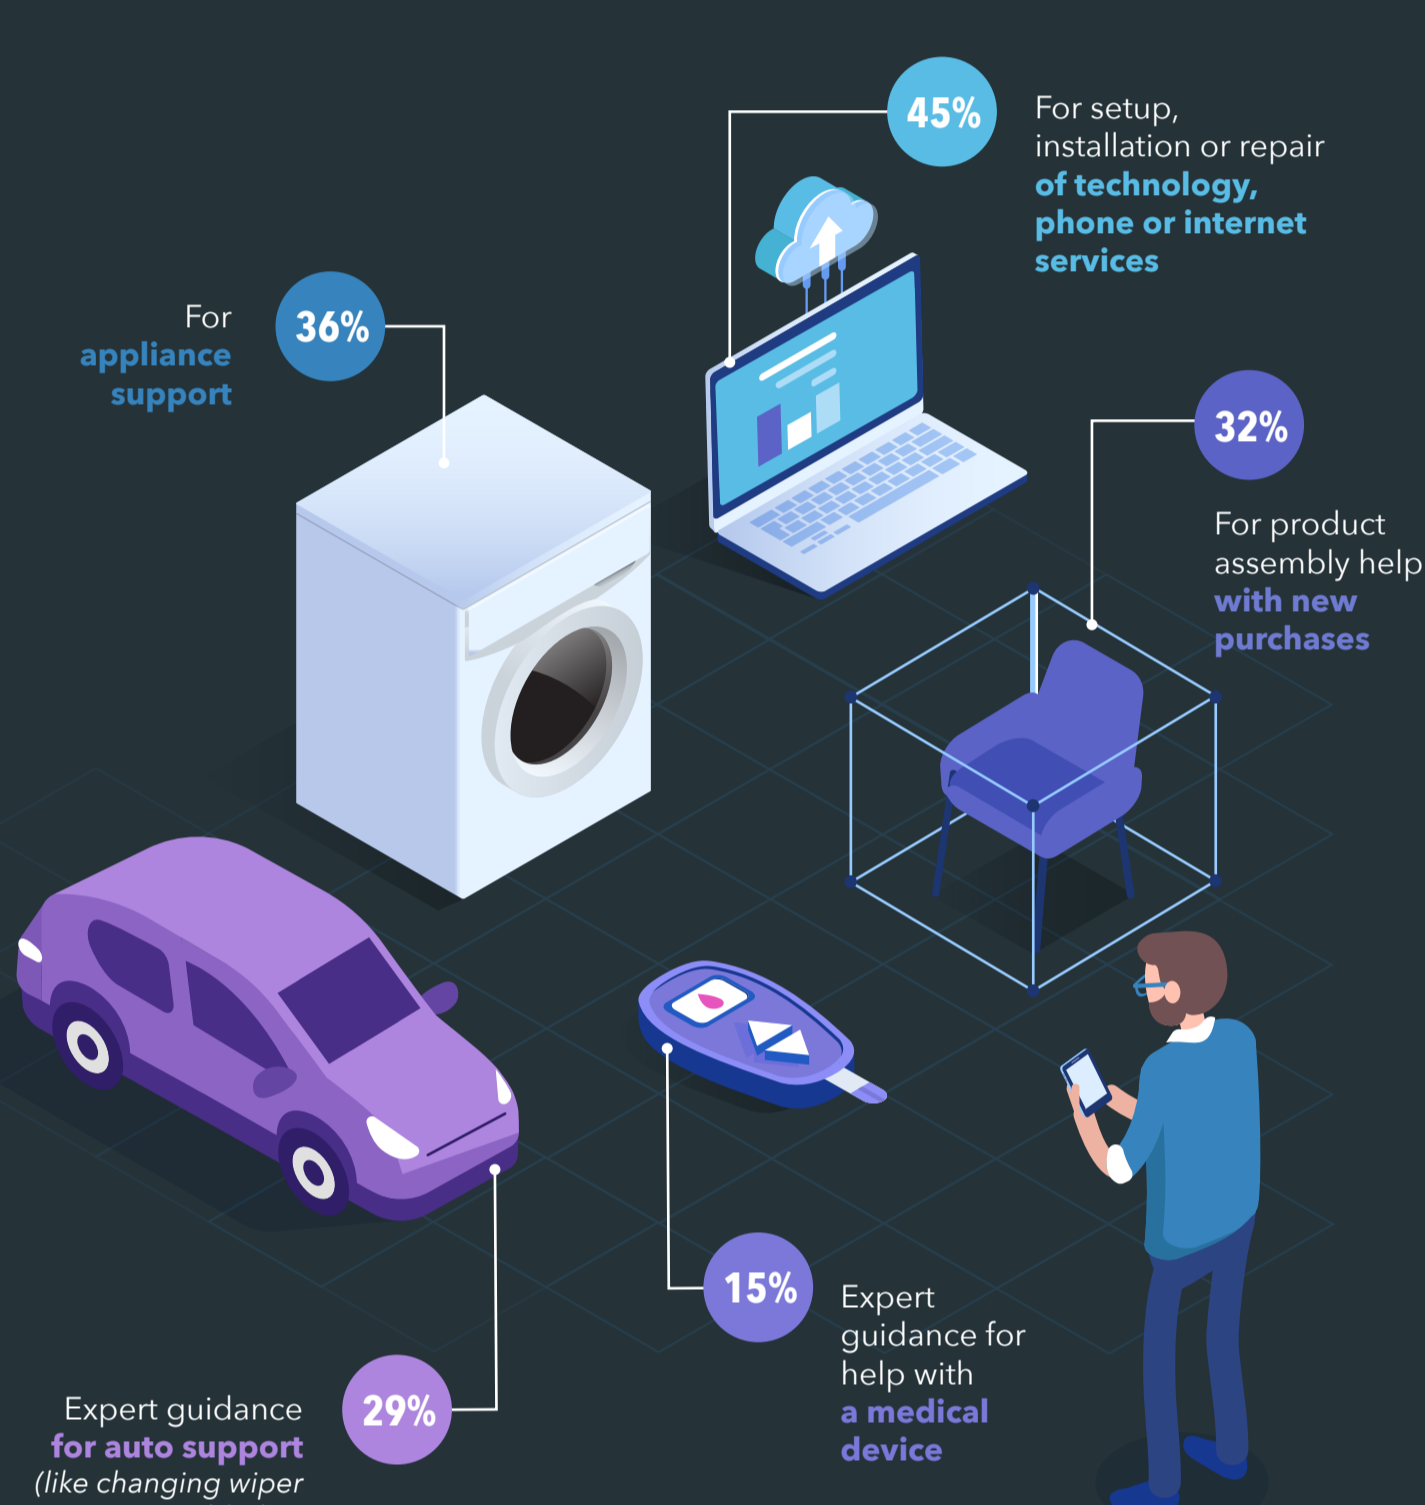 45%
For setup,
installation or repair
of technology,
phone or internet
services
36%
For
appliance
support
32%
For product
assembly help
with new
purchases
15%
Expert
guidance for
help with
a medical
device
29%
Expert guidance
for auto support
(like changing wiper